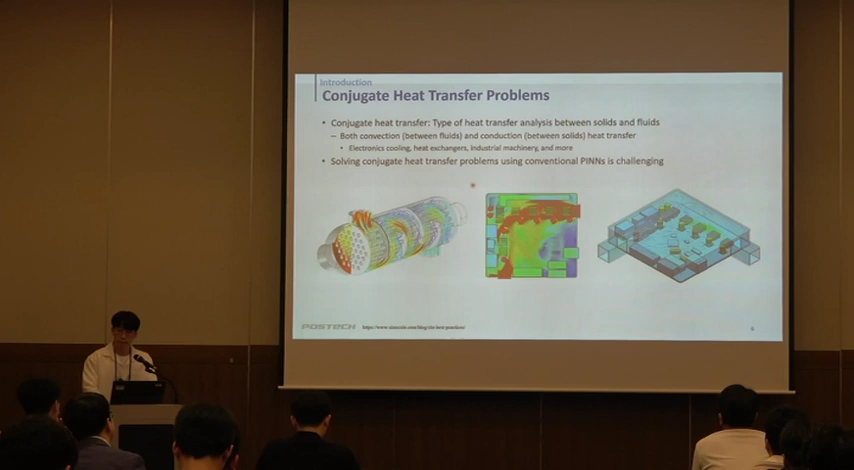 Introduction
Conjugate Heat Transfer Problems
• Conjugate heat transfer: Type of heat transfer analysis between solids and fluids
– Both convection (between fluids) and conduction (between solids) heat transfer
• Electronics cooling, heat exchangers, industrial machinery, and more
• Solving conjugate heat transfer problems using conventional PINNs is challenging
POSTECH
6